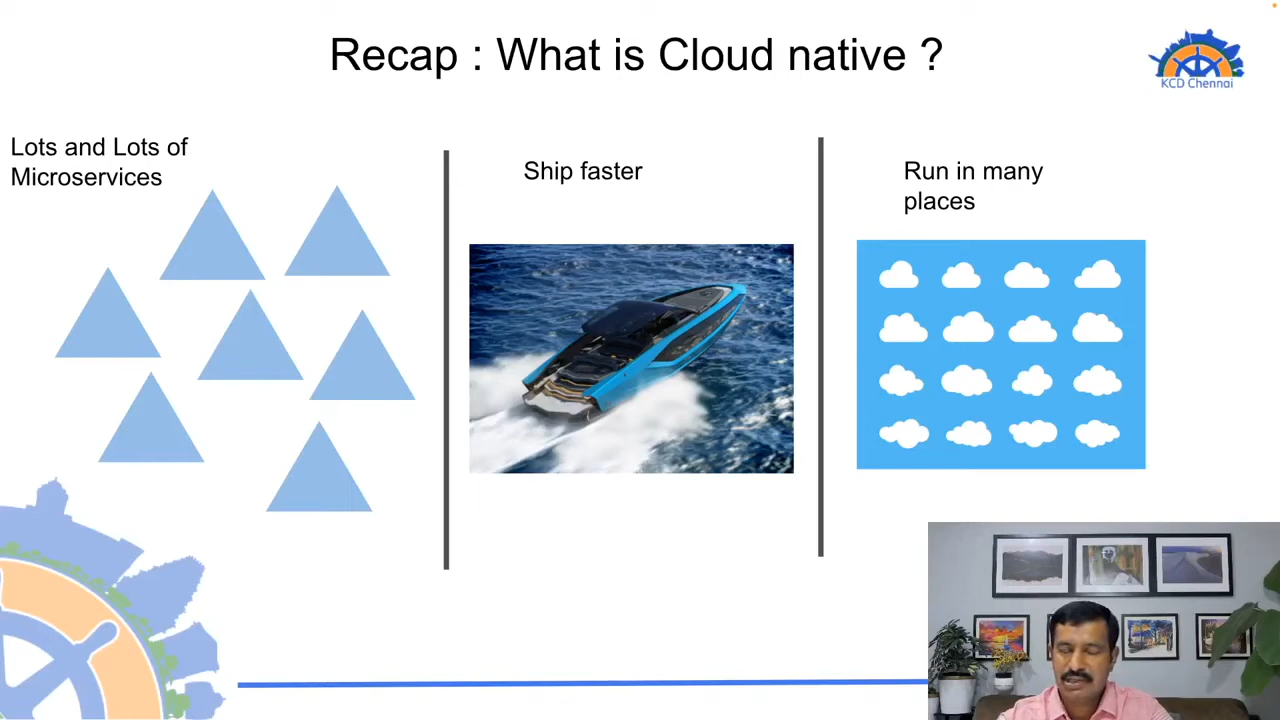 Recap : What is Cloud native ?
KCD Chennai
Lots and Lots of
Microservices
Ship faster
Run in many
places